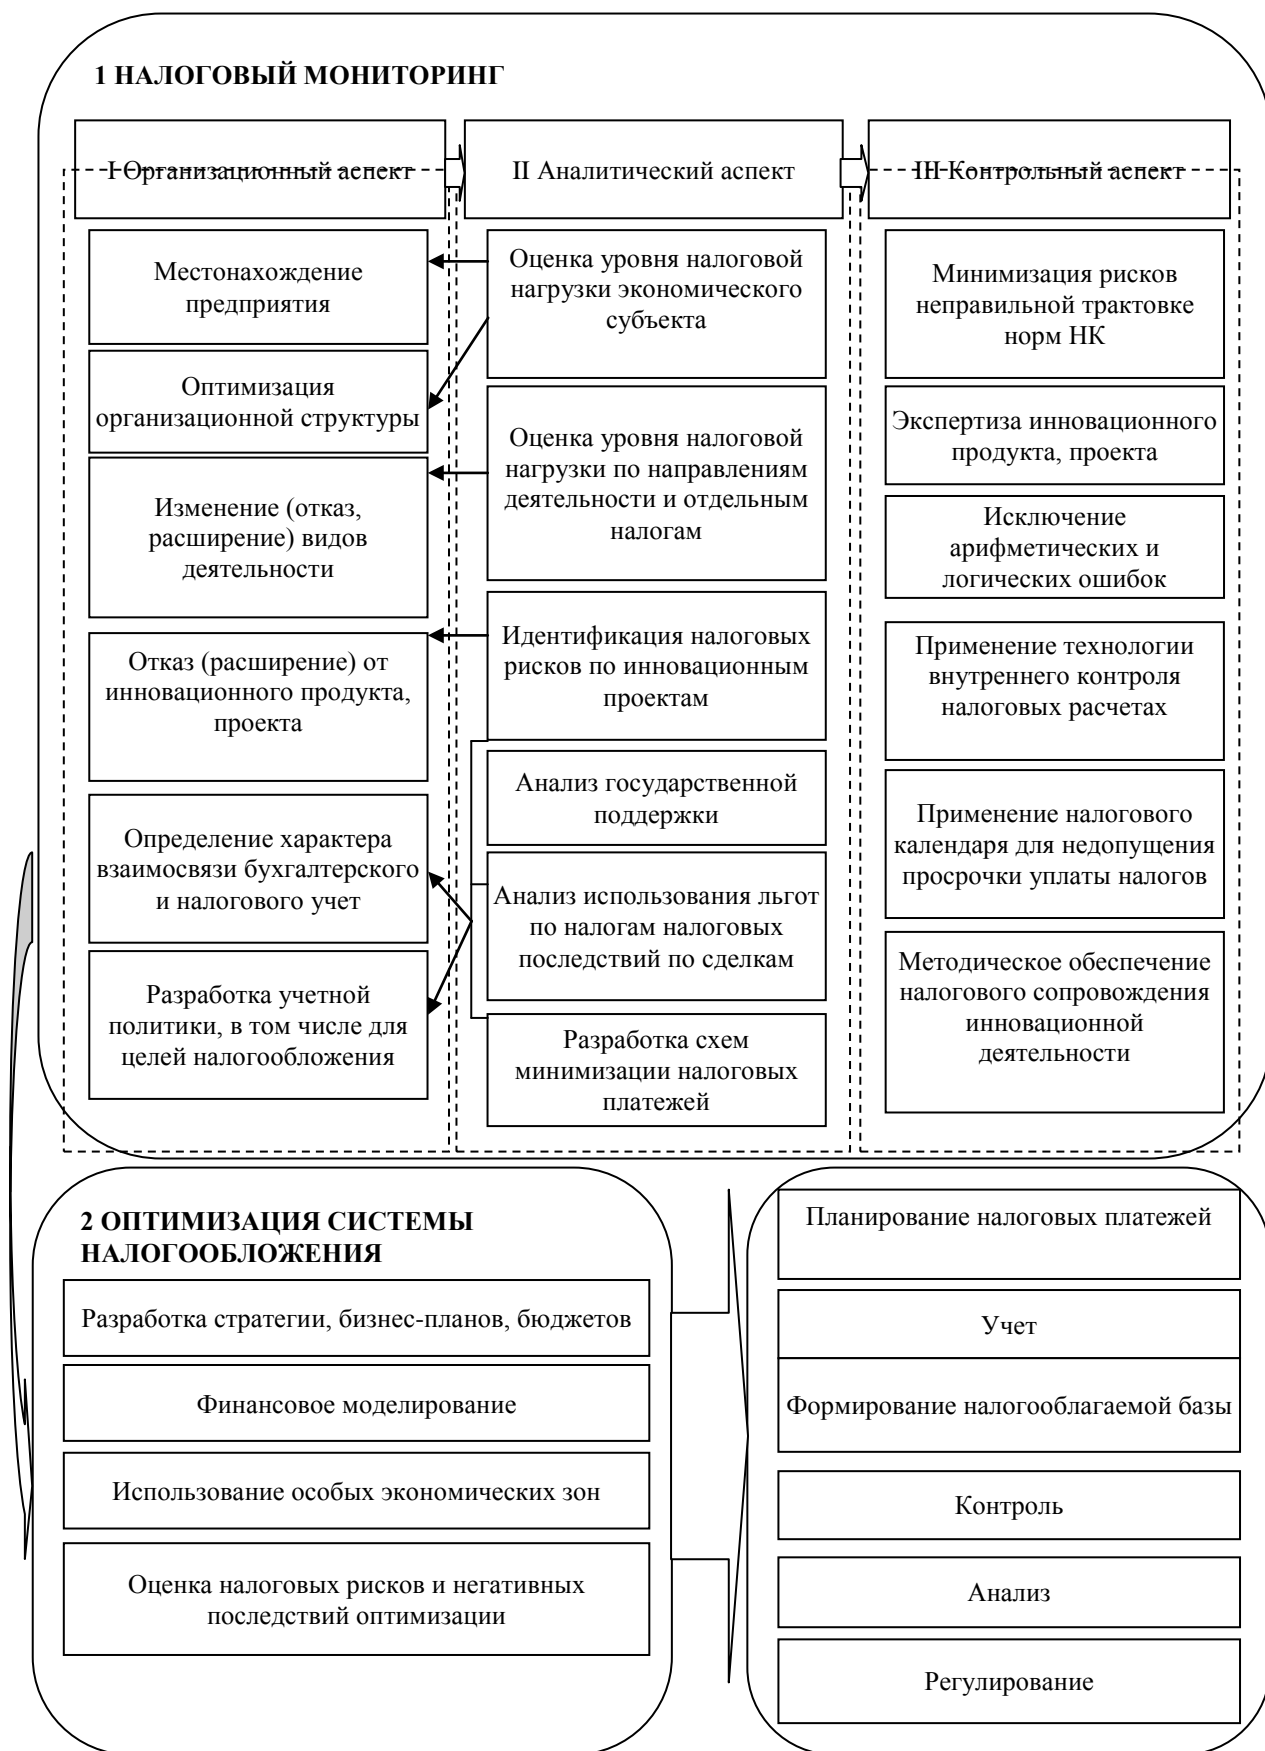 1 НАЛОГОВЫЙ МОНИТОРИНГ
I Организационный аспект
Местонахождение
предприятия
Оптимизация
организационной структуры
Изменение (отказ,
расширение) видов
деятельности
Отказ (расширение) от
инновационного продукта,
проекта
Определение характера
взаимосвязи бухгалтерского
и налогового учет
Разработка учетной
политики, в том числе для
целей налогообложения
II Аналитический аспект
Оценка уровня налоговой
нагрузки экономического
субъекта
Оценка уровня налоговой
нагрузки по направлениям
деятельности и отдельным
налогам
Идентификация налоговых
рисков по инновационным
проектам
Анализ государственной
поддержки
Анализ использования льгот
по налогам налоговых
последствий по сделкам
Разработка схем
минимизации налоговых
платежей
III Контрольный аспект
Минимизация рисков
неправильной трактовке
норм НК
Экспертиза инновационного
продукта, проекта
Исключение
арифметических и
логических ошибок
Применение технологии
внутреннего контроля
налоговых расчетах
Применение налогового
календаря для недопущения
просрочки уплаты налогов
Методическое обеспечение
налогового сопровождения
инновационной
деятельности
2 ОПТИМИЗАЦИЯ СИСТЕМЫ
НАЛОГООБЛОЖЕНИЯ
Разработка стратегии, бизнес-планов, бюджетов
Финансовое моделирование
Использование особых экономических зон
Оценка налоговых рисков и негативных
последствий оптимизации
Планирование налоговых платежей
Учет
Формирование налогооблагаемой базы
Контроль
Анализ
Регулирование